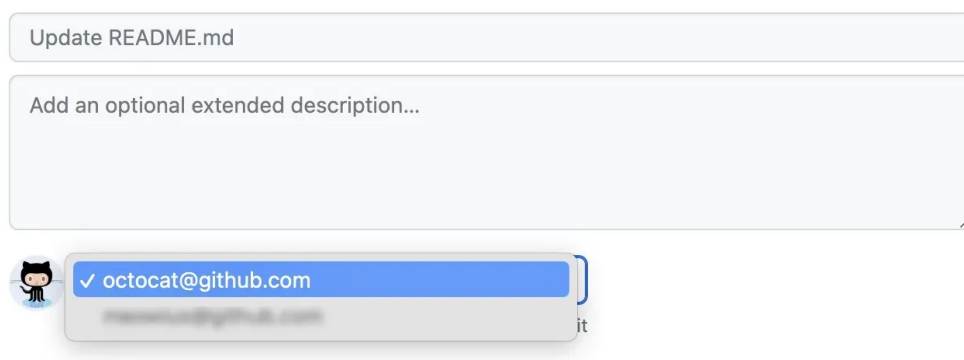 Update README.md
Add an optional extended description...
✓ octocat@github.com
it